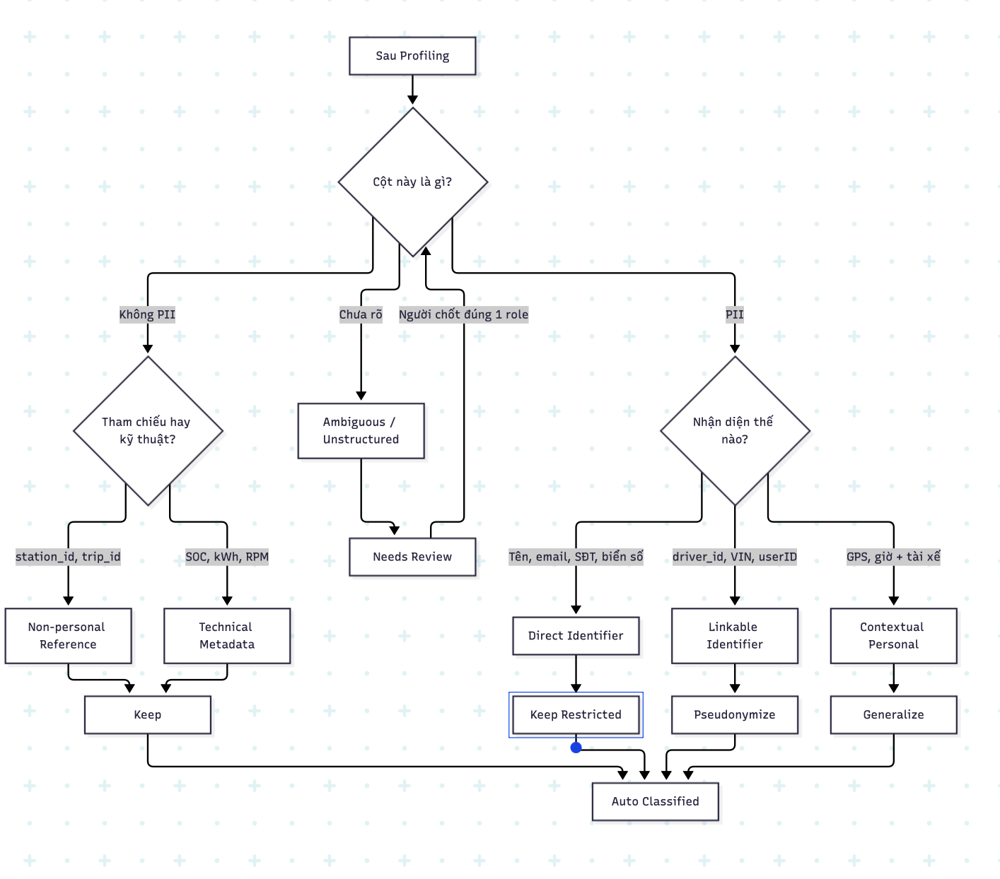 Sau Profiling
Cột này là gì?
Không PII
Chưa rõ
Người chốt đúng 1 role
PII
Tham chiếu hay
kỹ thuật?
Ambiguous /
Unstructured
Nhận diện thế
nào?
station_id, trip_id
SOC, kWh, RPM
Needs Review
Tên, email, SĐT, biển số
driver_id, VIN, userID
GPS, giờ + tài xế
Non-personal
Reference
Technical
Metadata
Direct Identifier
Linkable
Identifier
Contextual
Personal
Keep
Keep Restricted
Pseudonymize
Generalize
Auto Classified